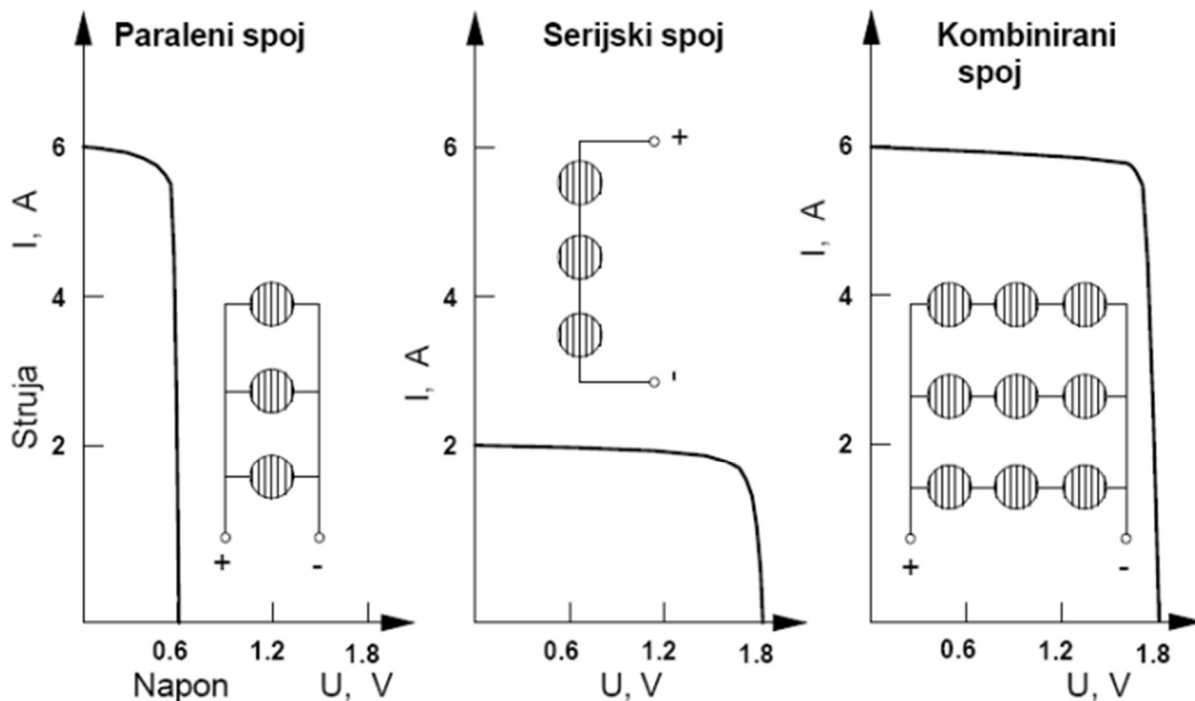 Paraleni spoj
6
I, A
4
Struja
2
+ -
0.6 1.2 1.8
Napon U, V
Serijski spoj
6
+
4
I, A
'
2
0.6 1.2 1.8
U, V
Kombinirani
spoj
6
I, A
4
2
+ -
0.6 1.2 1.8
U, V